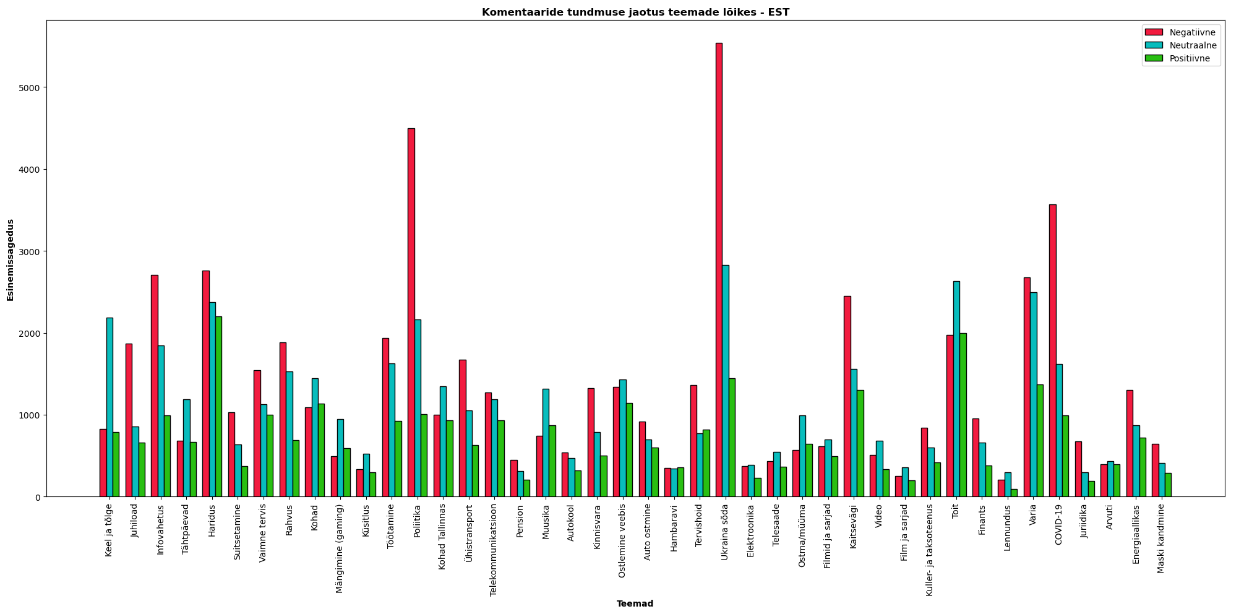 Komentaaride tundmuse jaotus teemade lõikes - EST
Negatiivne
Neutraalne
Positiivne
Esinemissagedus
5000
4000
3000
2000
1000
0
Keel ja tõlge
Juhiload
Infovahetus
Tähtpäevad
Haridus
Suitsetamine
Vaimne tervis
Rahvus
Kohad
Mängimine (gaming)
Küsitlus
Töötamine
Poliitika
Kohad Tallinnas
Ühistransport
Telekommunikatsioon
Pension
Muusika
Autokool
Kinnisvara
Ostlemine veebis
Auto ostmine
Hambaravi
Tervishoid
Ukraina sõda
Elektroonika
Telesaade
Ostma/müüma
Filmid ja sarjad
Kaitsevägi
Video
Film ja sarjad
Kuller- ja taksoteenus
Toit
Finants
Lennundus
Varia
COVID-19
Juriidika
Arvuti
Energiaallikas
Maski kandmine
Teemad